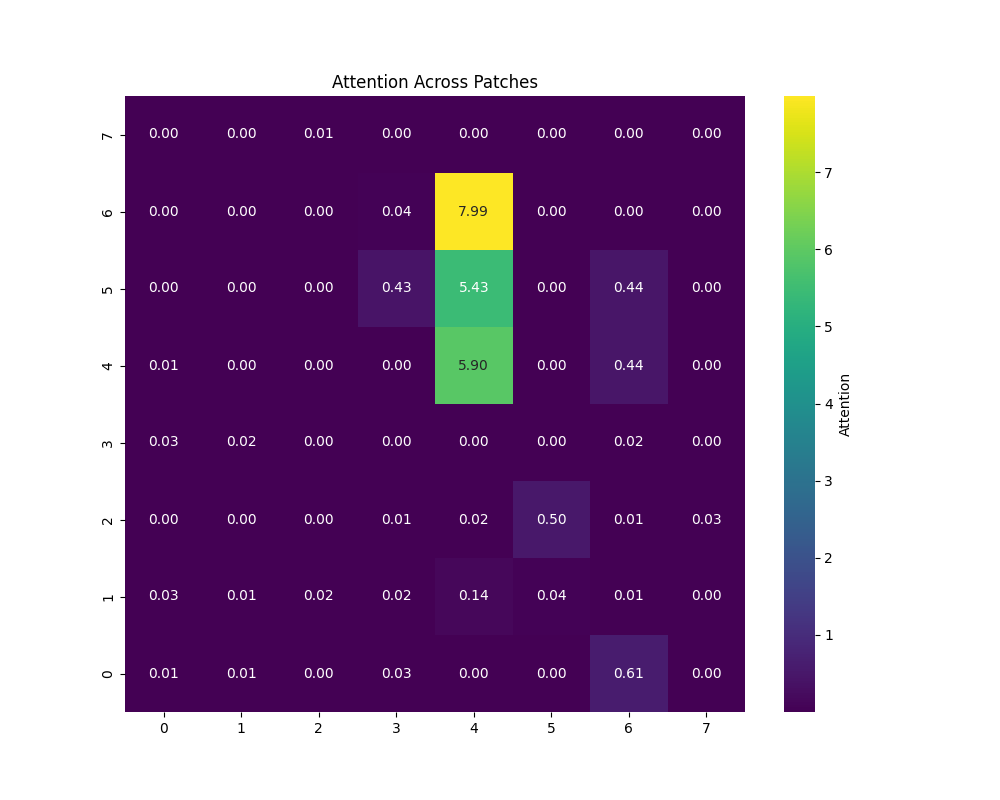 Attention Across Patches
7 0.00 0.00 0.01 0.00 0.00 0.00 0.00 0.00
6 0.00 0.00 0.00 0.04 7.99 0.00 0.00 0.00
5 0.00 0.00 0.00 0.43 5.43 0.00 0.44 0.00
4 0.01 0.00 0.00 0.00 5.90 0.00 0.44 0.00
3 0.03 0.02 0.00 0.00 0.00 0.00 0.02 0.00
2 0.00 0.00 0.00 0.01 0.02 0.50 0.01 0.03
1 0.03 0.01 0.02 0.02 0.14 0.04 0.01 0.00
0 0.01 0.01 0.00 0.03 0.00 0.00 0.61 0.00
0 1 2 3 4 5 6 7
7
6
5
4
3
2
1
Attention